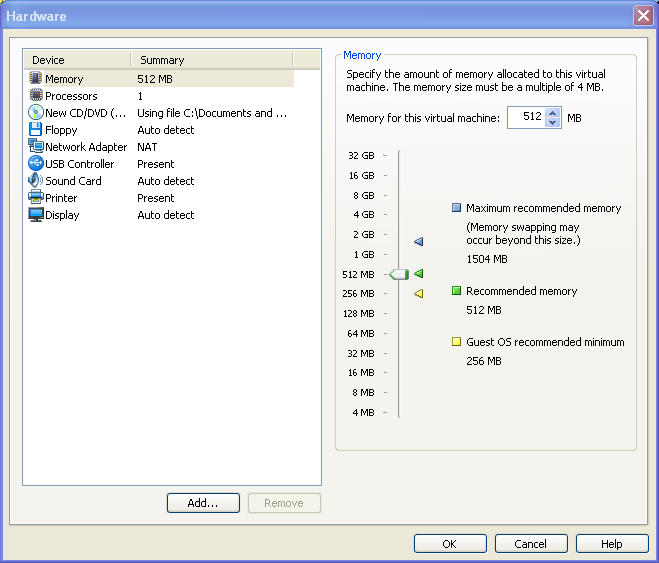 Hardware
Device Summary
Memory 512 MB
Processors 1
New CD/DVD (... Using file C:\Documents and ...
Floppy Auto detect
Network Adapter NAT
USB Controller Present
Sound Card Auto detect
Printer Present
Display Auto detect
Add...
Remove
Memory
Specify the amount of memory allocated to this virtual
machine. The memory size must be a multiple of 4 MB.
Memory for this virtual machine: 512 MB
32 GB
16 GB
8 GB
4 GB
2 GB
1 GB
512 MB
256 MB
128 MB
64 MB
32 MB
16 MB
8 MB
4 MB
Maximum recommended memory
(Memory swapping may
occur beyond this size.)
1504 MB
Recommended memory
512 MB
Guest OS recommended minimum
256 MB
OK
Cancel
Help